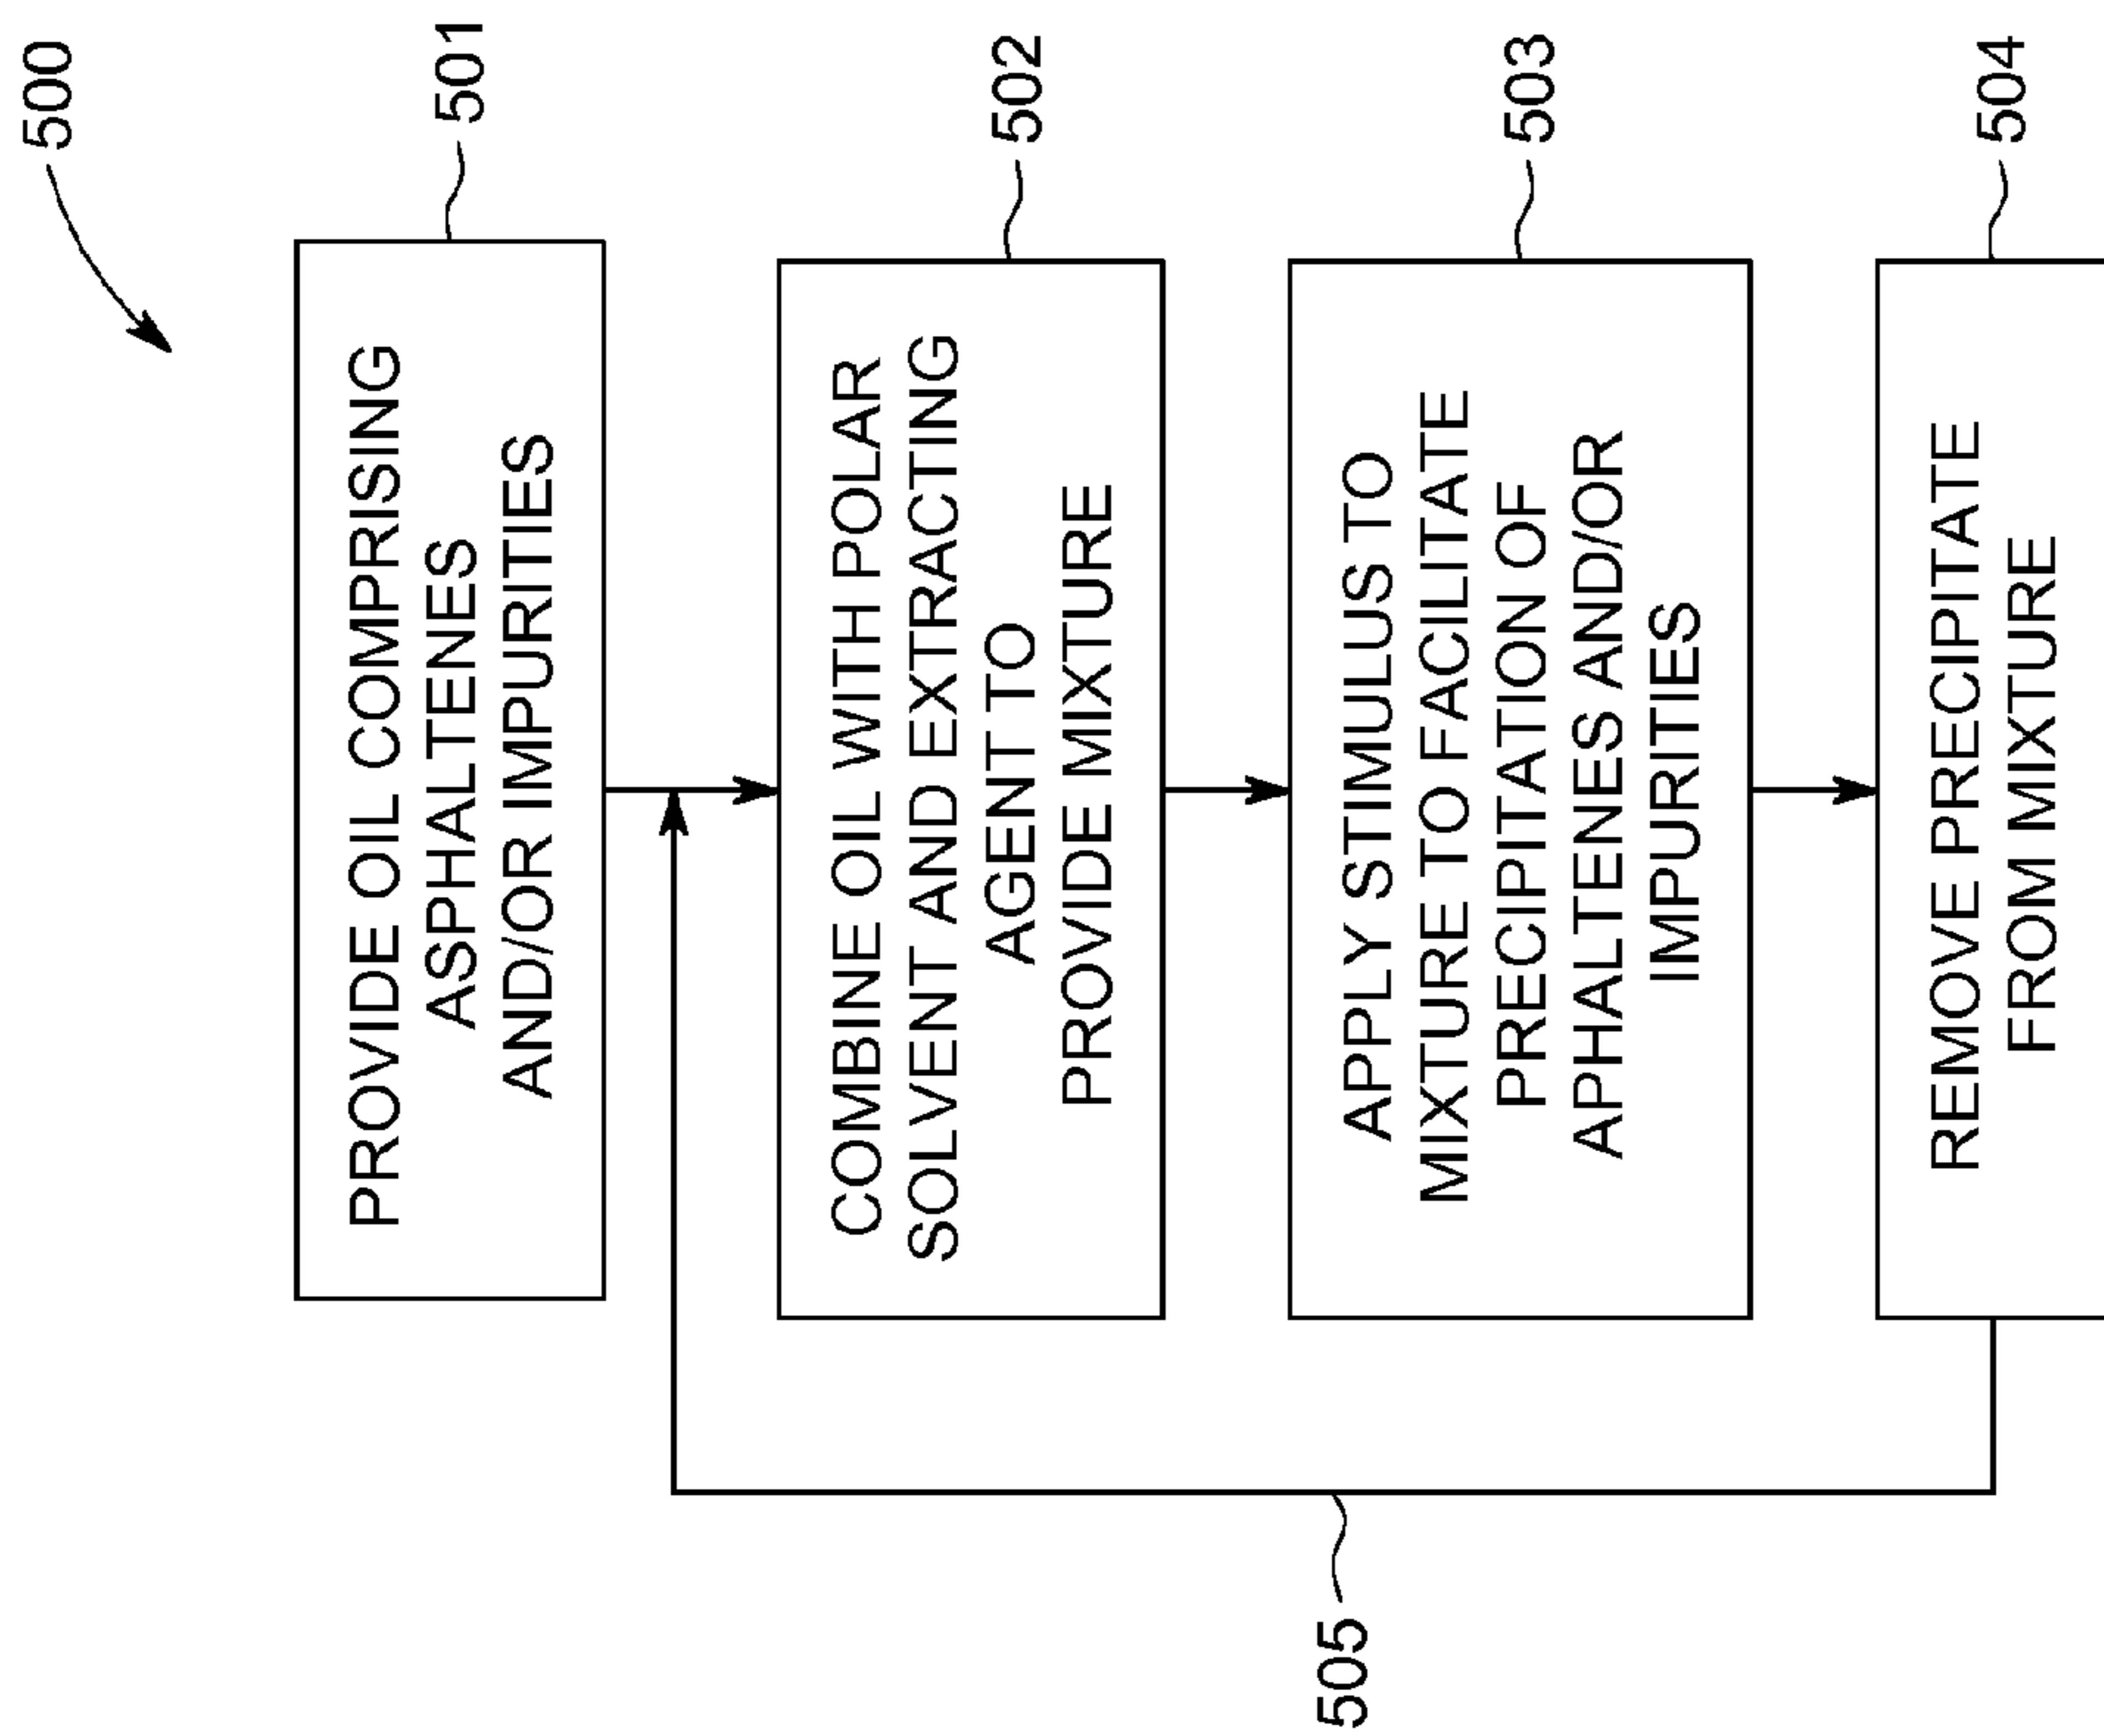 500
PROVIDE OIL COMPRISING
ASPHALTENES
AND/OR IMPURITIES
501
COMBINE OIL WITH POLAR
SOLVENT AND EXTRACTING
AGENT TO
PROVIDE MIXTURE
502
APPLY STIMULUS TO
MIXTURE TO FACILITATE
PRECIPITATION OF
APHALTENES AND/OR
IMPURITIES
503
REMOVE PRECIPITATE
FROM MIXTURE
504
505